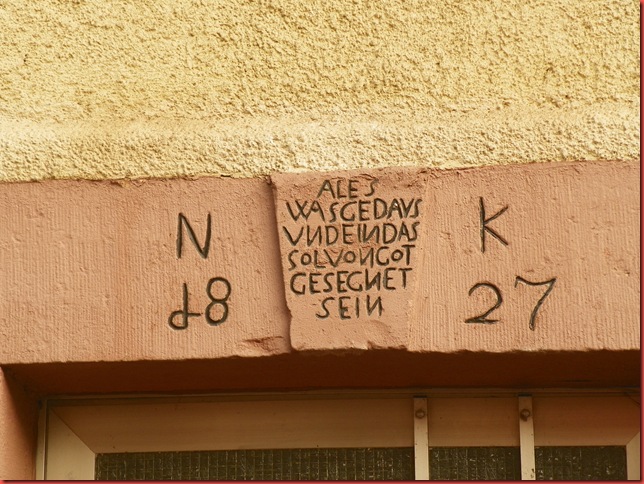 N K
ALES
WASGEDAVS
VNDEINDAS
SOLVONGOT
GESEGNET
SEIN
18 27